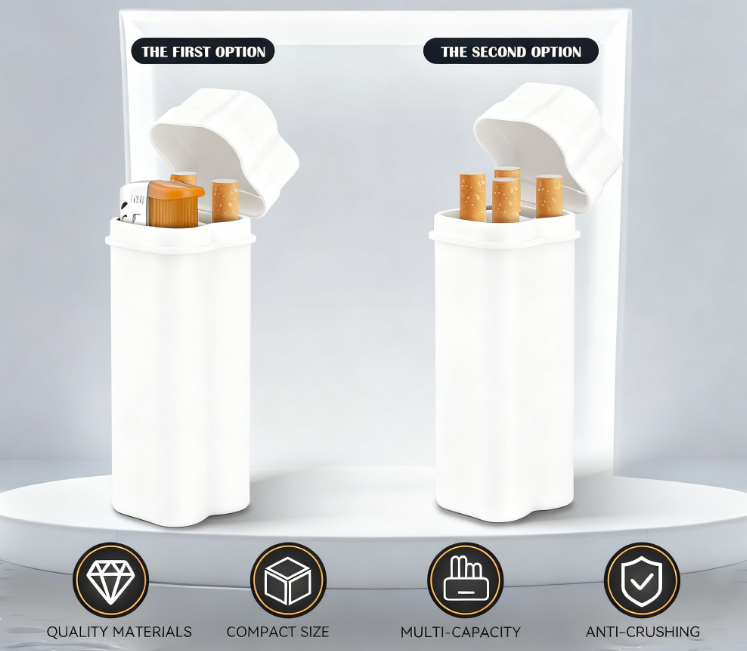 THE FIRST OPTION
THE SECOND OPTION
QUALITY MATERIALS
COMPACT SIZE
MULTI-CAPACITY
ANTI-CRUSHING